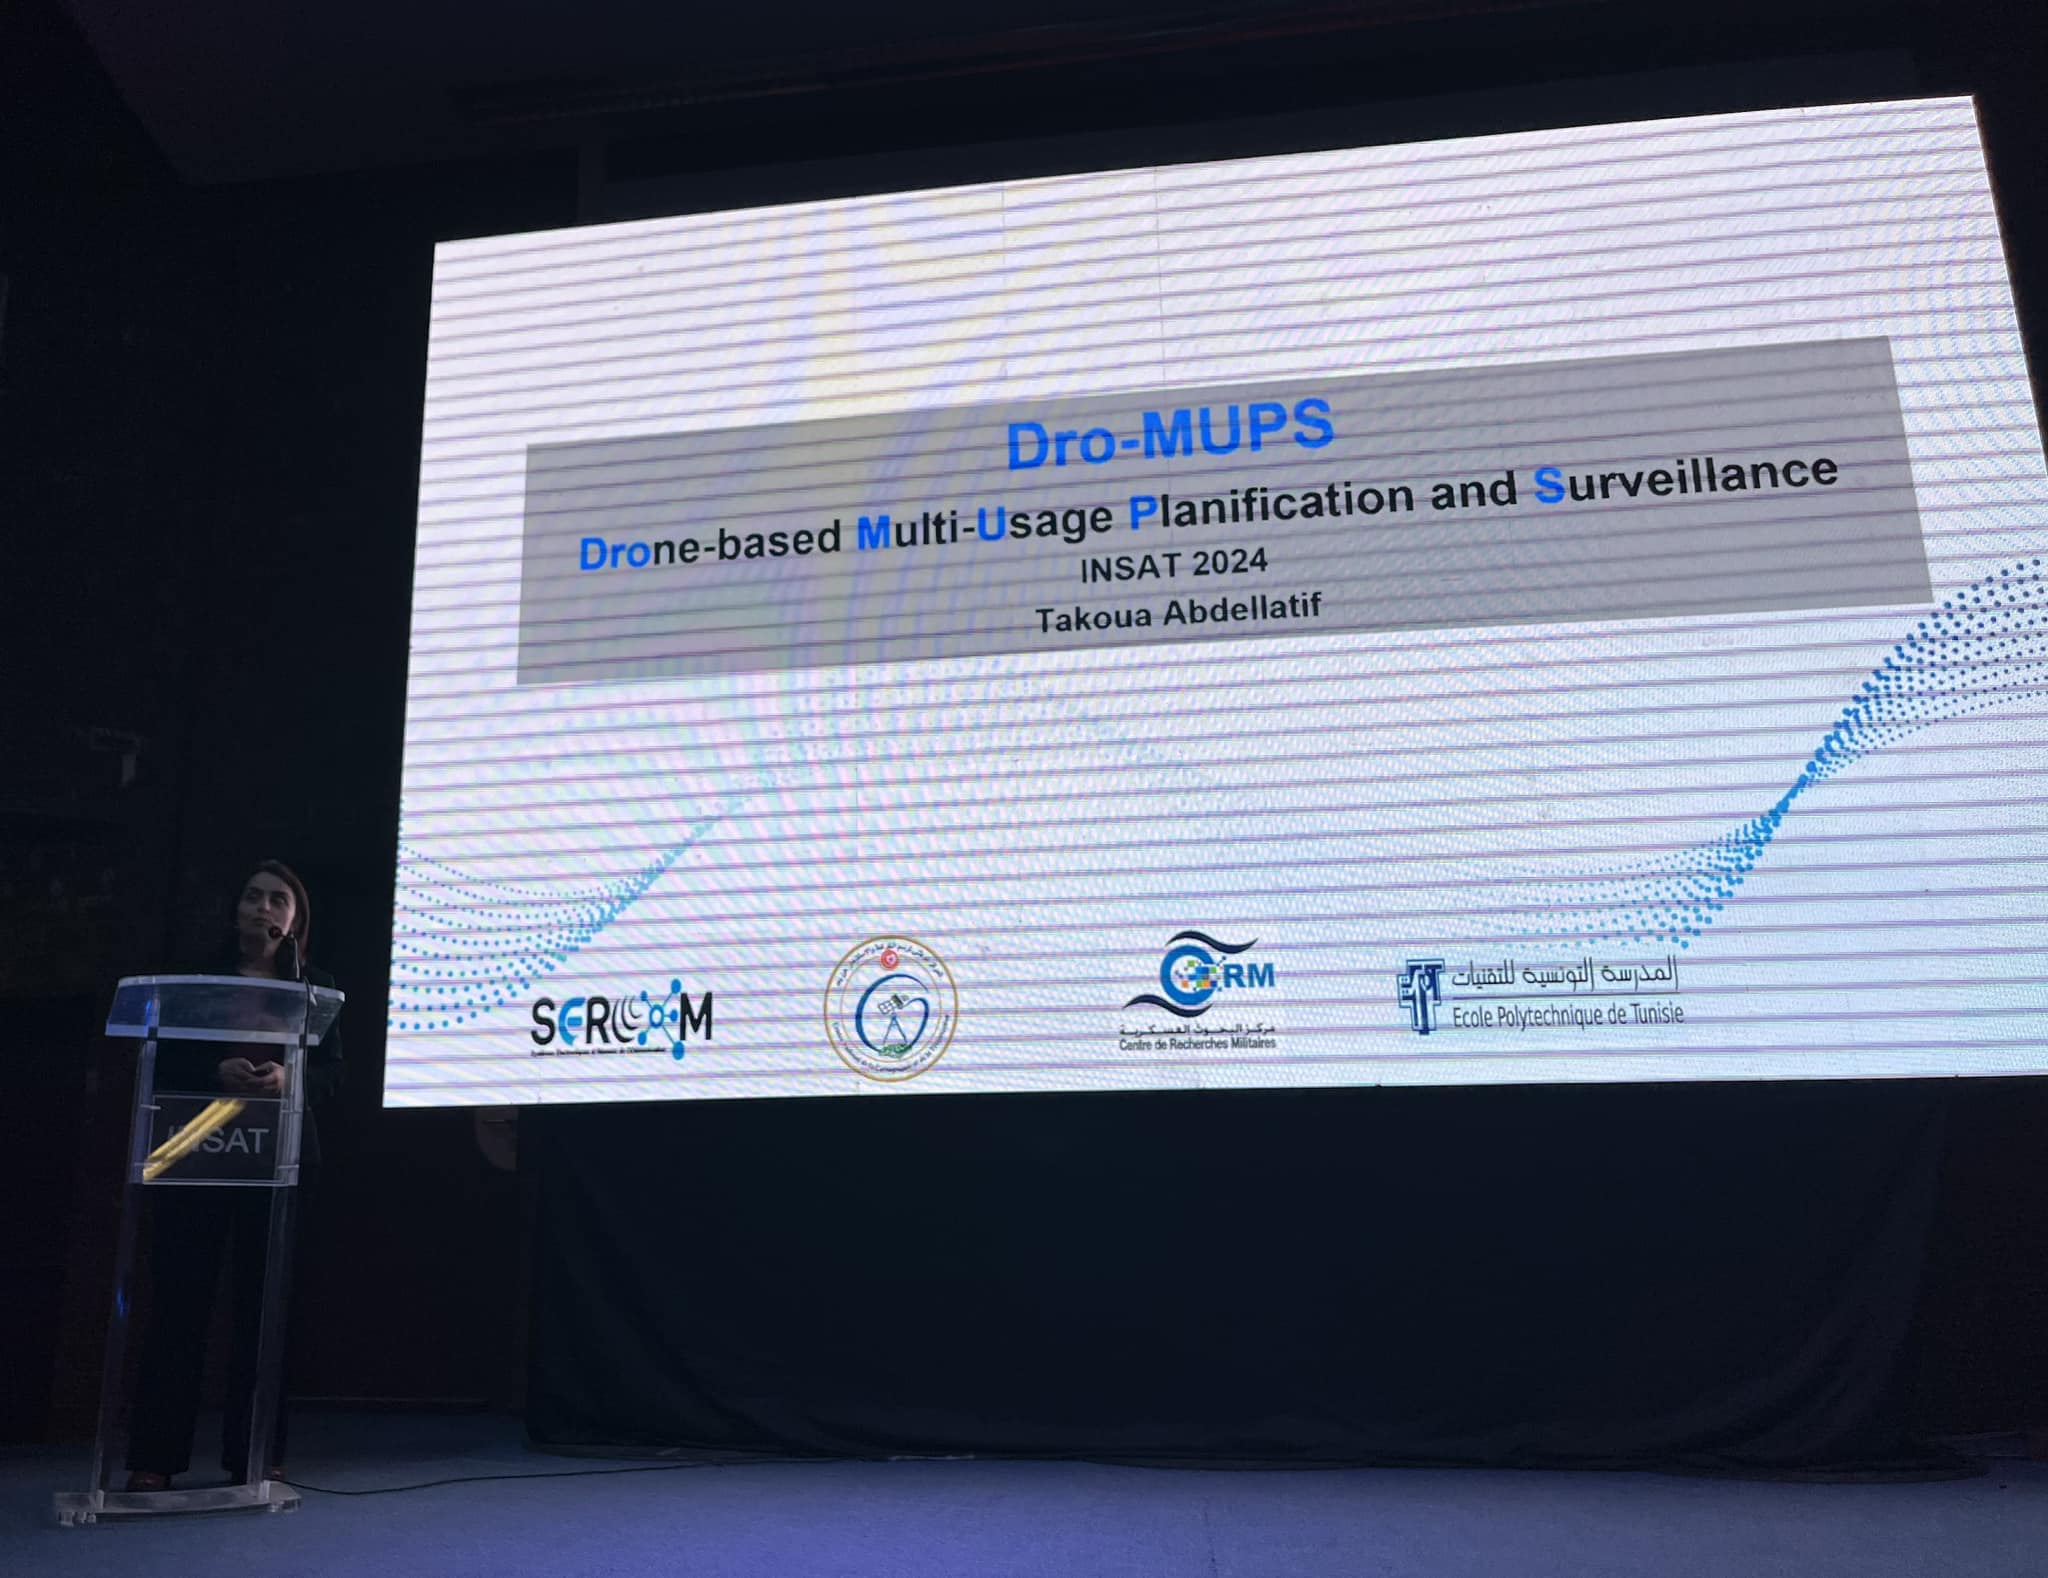 Dro-MUPS
Drone-based Multi-Usage Planification and Surveillance
INSAT 2024
Takoua Abdellatif
SERCOM
CRM
مركز البحوث العسكرية
Centre de Recherches Militaires
المدرسة التونسية للتقنيات
Ecole Polytechnique de Tunisie
INSAT